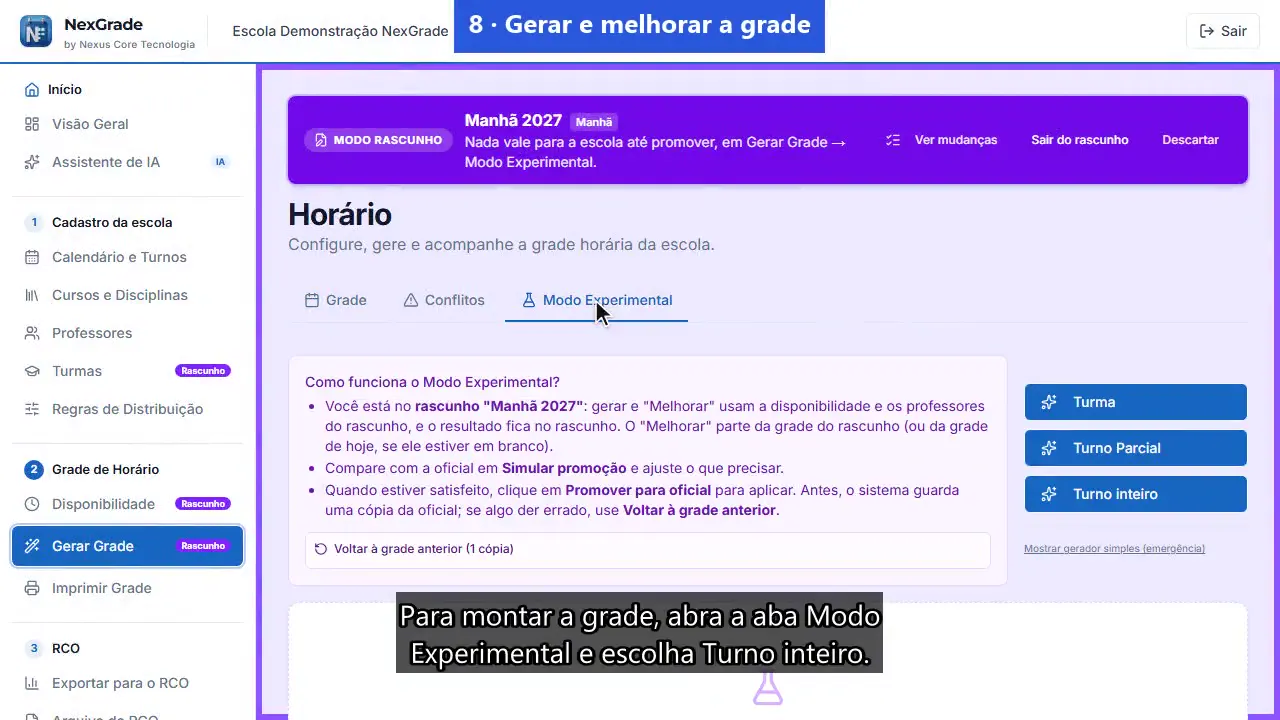 NexGrade
by Nexus Core Tecnologia
Escola Demonstração NexGrade
8 · Gerar e melhorar a grade
Sair
Início
Visão Geral
Assistente de IA
IA
1
Cadastro da escola
Calendário e Turnos
Cursos e Disciplinas
Professores
Turmas
Rascunho
Regras de Distribuição
2
Grade de Horário
Disponibilidade
Rascunho
Gerar Grade
Rascunho
Imprimir Grade
3
RCO
Exportar para o RCO
MODO RASCUNHO
Manhã 2027
Manhã
Nada vale para a escola até promover, em Gerar Grade →
Modo Experimental.
Ver mudanças
Sair do rascunho
Descartar
Horário
Configure, gere e acompanhe a grade horária da escola.
Grade
Conflitos
Modo Experimental
Como funciona o Modo Experimental?
• Você está no rascunho "Manhã 2027": gerar e "Melhorar" usam a disponibilidade e os professores
do rascunho, e o resultado fica no rascunho. O "Melhorar" parte da grade do rascunho (ou da grade
de hoje, se ele estiver em branco).
• Compare com a oficial em Simular promoção e ajuste o que precisar.
• Quando estiver satisfeito, clique em Promover para oficial para aplicar. Antes, o sistema guarda
uma cópia da oficial; se algo der errado, use Voltar à grade anterior.
Voltar à grade anterior (1 cópia)
Turma
Turno Parcial
Turno inteiro
Mostrar gerador simples (emergência)
Para montar a grade, abra a aba Modo
Experimental e escolha Turno inteiro.